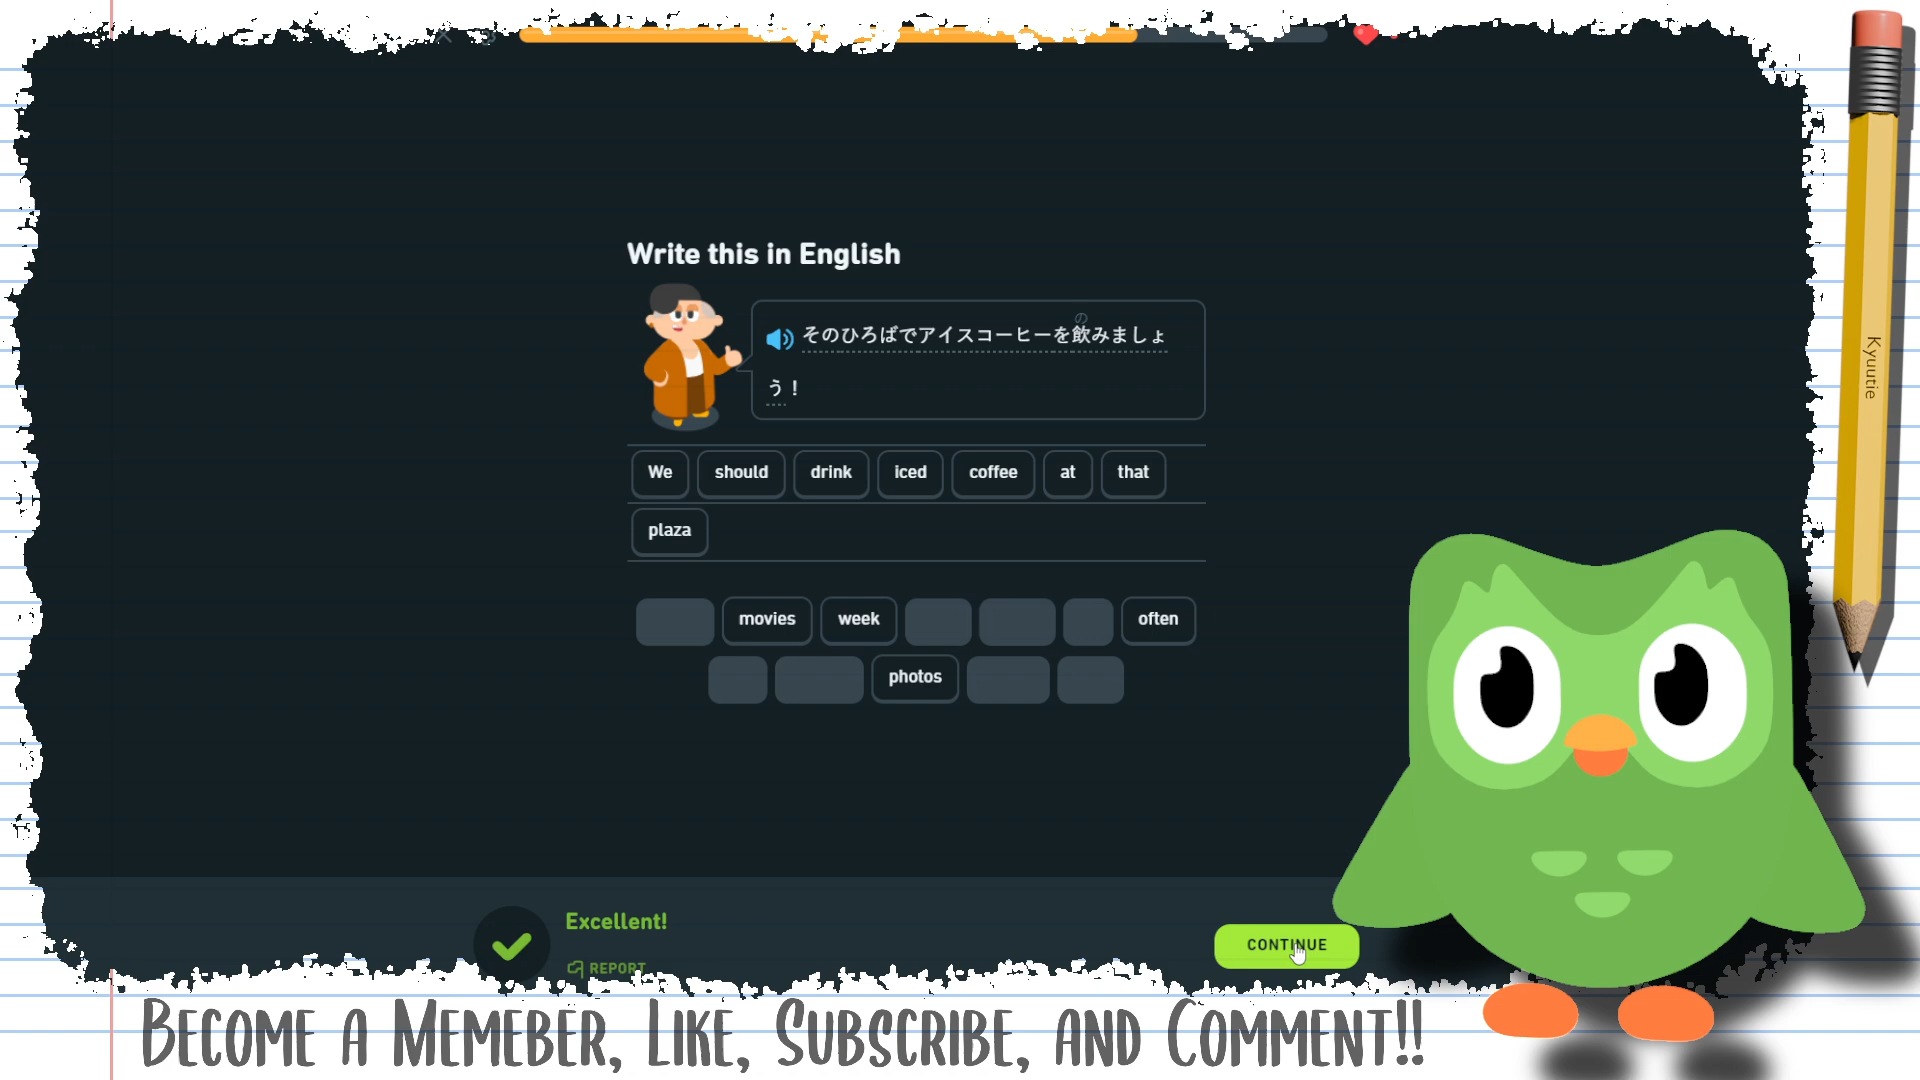 Write this in English
の
そのひろばでアイスコーヒーを飲みましょ
う！
We should drink iced coffee at that
plaza
movies week often
photos
Excellent!
REPORT
CONTINUE
Kyuutie
Become a Memeber, Like, Subscribe, and Comment!!